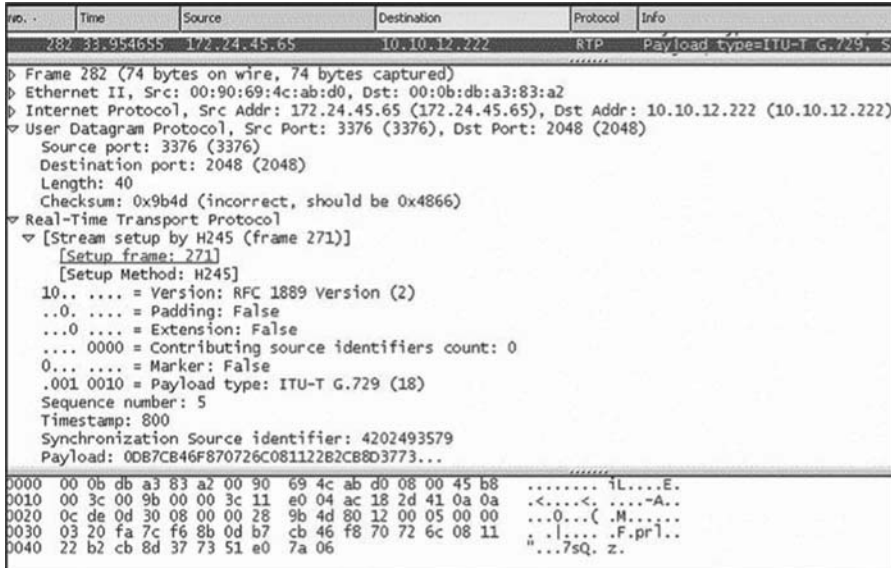 No. . Time Source Destination Protocol Info
282 33.954655 172.24.45.65 10.10.12.222 RTP Payload type=ITU-T G.729, S
Frame 282 (74 bytes on wire, 74 bytes captured)
Ethernet II, Src: 00:90:69:4c:ab:d0, Dst: 00:0b:db:a3:83:a2
Internet Protocol, Src Addr: 172.24.45.65 (172.24.45.65), Dst Addr: 10.10.12.222 (10.10.12.222)
User Datagram Protocol, Src Port: 3376 (3376), Dst Port: 2048 (2048)
Source port: 3376 (3376)
Destination port: 2048 (2048)
Length: 40
Checksum: 0x9b4d (incorrect, should be 0x4866)
Real-Time Transport Protocol
[Stream setup by H245 (frame 271)]
[Setup frame: 271]
[Setup Method: H245]
10.. .... = Version: RFC 1889 Version (2)
..0. .... = Padding: False
...0 .... = Extension: False
.... 0000 = Contributing source identifiers count: 0
0... .... = Marker: False
.001 0010 = Payload type: ITU-T G.729 (18)
Sequence number: 5
Timestamp: 800
Synchronization Source identifier: 4202493579
Payload: 0DB7CB46F870726C081122B2CB8D3773...
0000 00 0b db a3 83 a2 00 90 69 4c ab d0 08 00 45 b8 ........ iL....E.
0010 00 3c 00 9b 00 00 3c 11 e0 04 ac 18 2d 41 0a 0a .<....<. ....-A..
0020 0c de 0d 30 08 00 00 28 9b 4d 80 12 00 05 00 00 ...0...( .M......
0030 03 20 fa 7c f6 8b 0d b7 cb 46 f8 70 72 6c 08 11 . .|.... .F.prl..
0040 22 b2 cb 8d 37 73 51 e0 7a 06 "...7sQ. z.